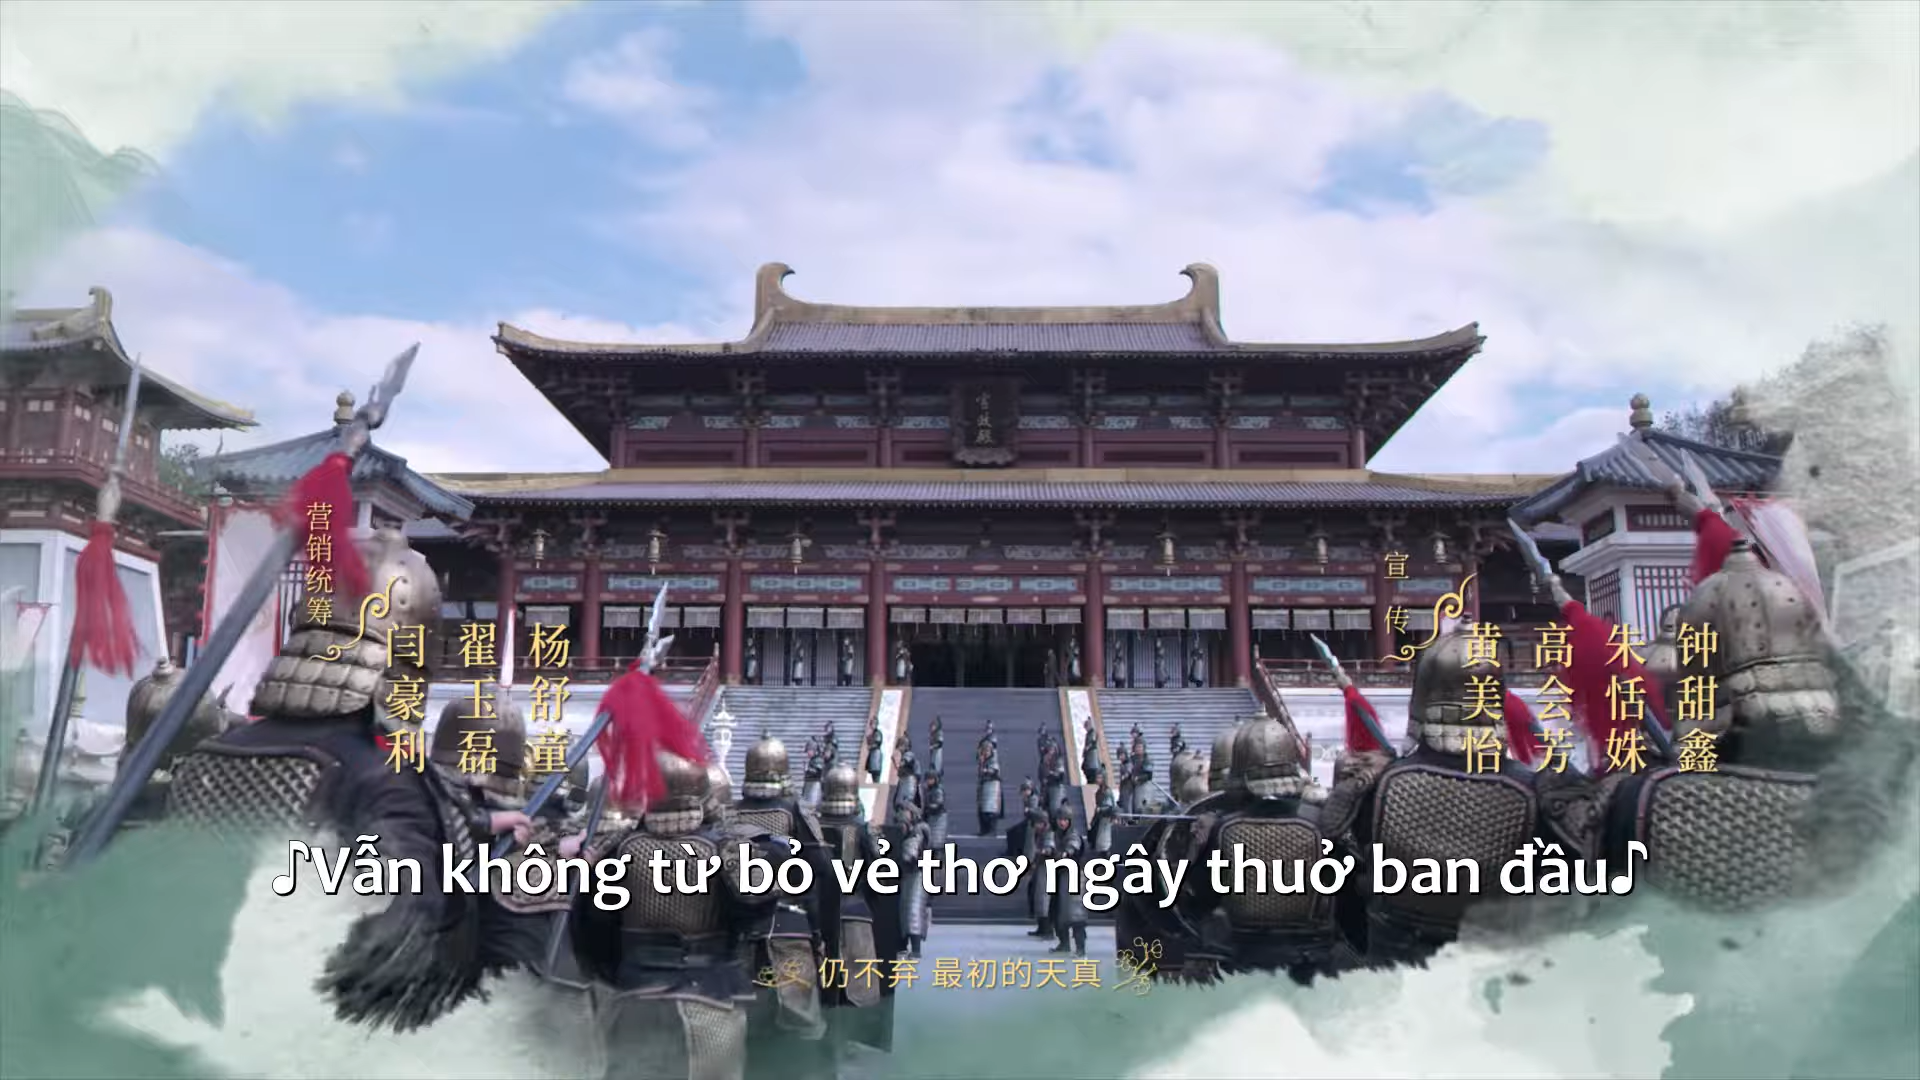 营销统筹
闫豪利
翟玉磊
杨舒童
宣传
黄美怡
高会芳
朱恬姝
钟甜鑫
♪Vẫn không từ bỏ vẻ thơ ngây thuở ban đầu♪
仍不弃 最初的天真